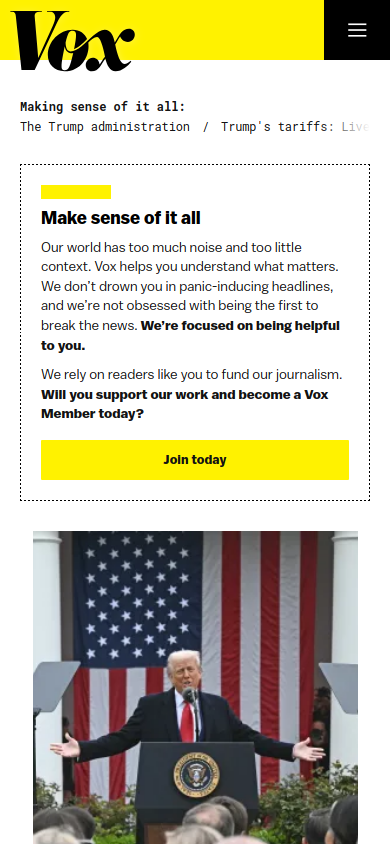 Vox
Making sense of it all:
The Trump administration / Trump's tariffs: Live
Make sense of it all
Our world has too much noise and too little
context. Vox helps you understand what matters.
We don't drown you in panic-inducing headlines,
and we're not obsessed with being the first to
break the news. We're focused on being helpful
to you.
We rely on readers like you to fund our journalism.
Will you support our work and become a Vox
Member today?
Join today